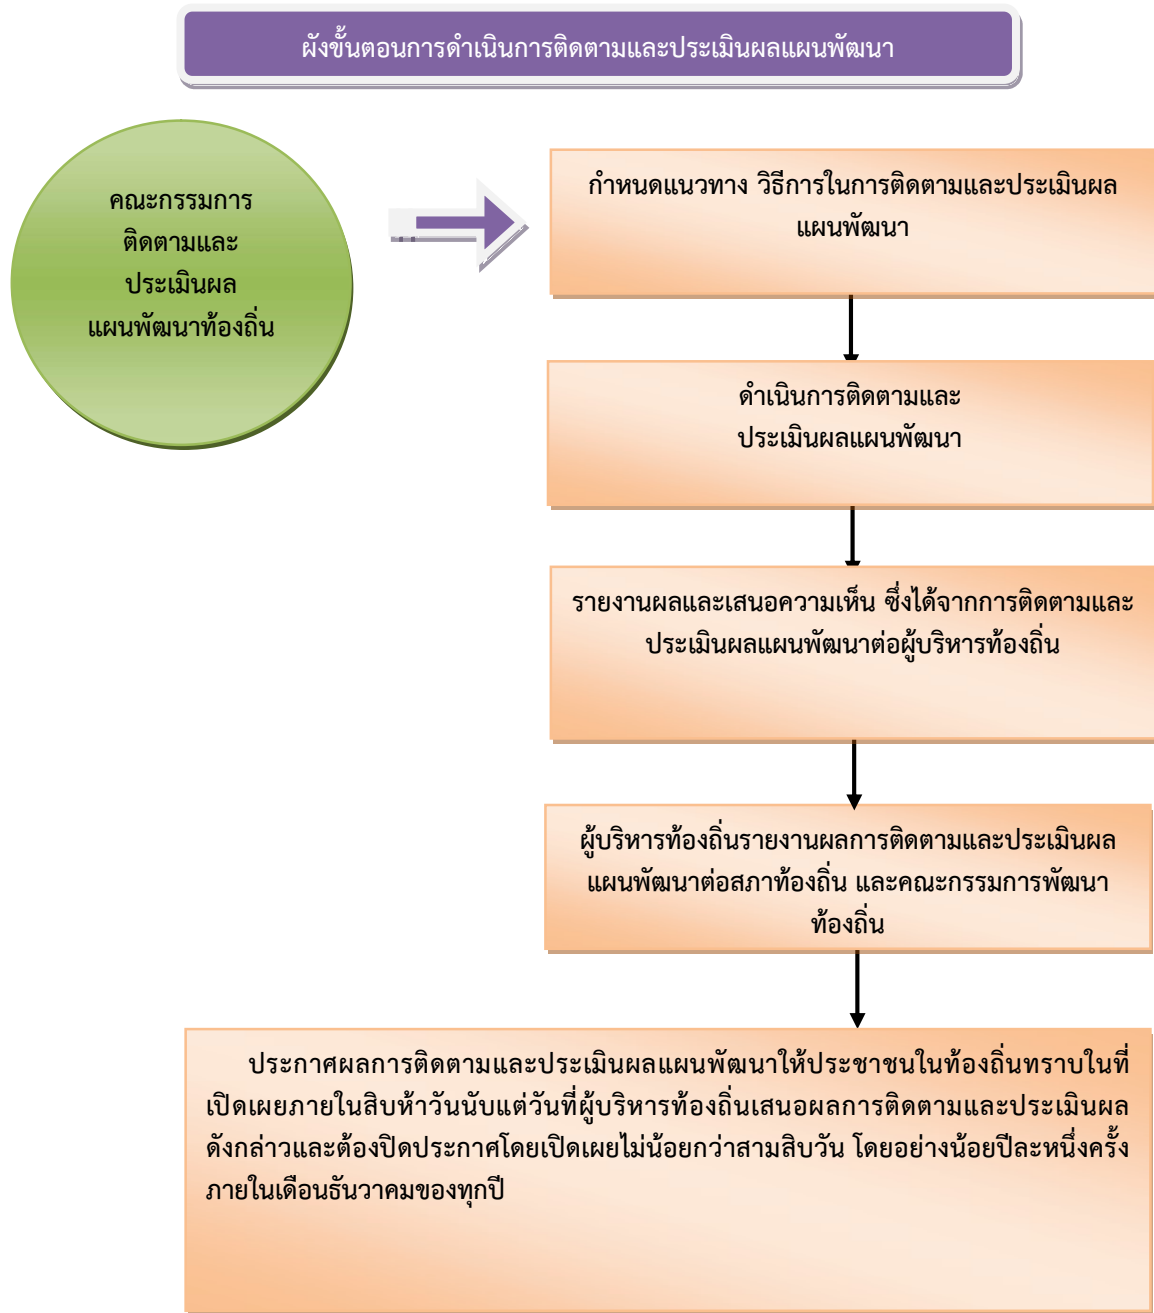 ผังขั้นตอนการดำเนินการติดตามและประเมินผลแผนพัฒนา
คณะกรรมการ
ติดตามและ
ประเมินผล
แผนพัฒนาท้องถิ่น
กำหนดแนวทาง วิธีการในการติดตามและประเมินผล
แผนพัฒนา
ดำเนินการติดตามและ
ประเมินผลแผนพัฒนา
รายงานผลและเสนอความเห็น ซึ่งได้จากการติดตามและ
ประเมินผลแผนพัฒนาต่อผู้บริหารท้องถิ่น
ผู้บริหารท้องถิ่นรายงานผลการติดตามและประเมินผล
แผนพัฒนาต่อสภาท้องถิ่น และคณะกรรมการพัฒนา
ท้องถิ่น
ประกาศผลการติดตามและประเมินผลแผนพัฒนาให้ประชาชนในท้องถิ่นทราบในที่
เปิดเผยภายในสิบห้าวันนับแต่วันที่ผู้บริหารท้องถิ่นเสนอผลการติดตามและประเมินผล
ดังกล่าวและต้องปิดประกาศโดยเปิดเผยไม่น้อยกว่าสามสิบวัน โดยอย่างน้อยปีละหนึ่งครั้ง
ภายในเดือนธันวาคมของทุกปี